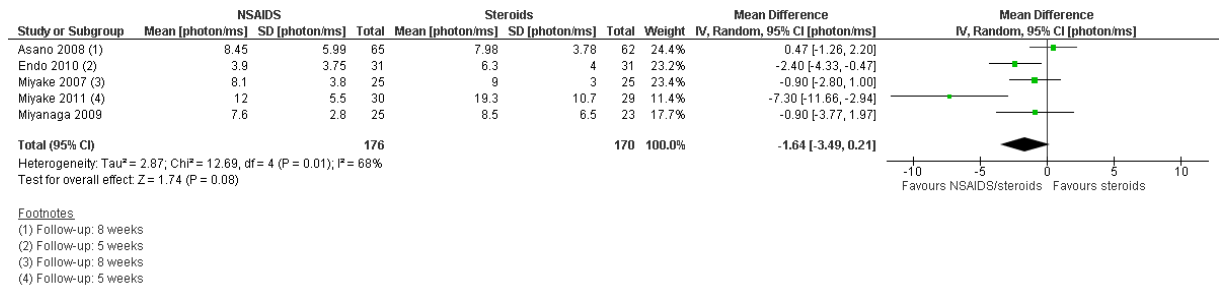 NSAIDS Steroids Mean Difference Mean Difference
Study or Subgroup Mean [photon/ms] SD [photon/ms] Total Mean [photon/ms] SD [photon/ms] Total Weight IV, Random, 95% CI [photon/ms] IV, Random, 95% CI [photon/ms]
Asano 2008 (1) 8.45 5.99 65 7.98 3.78 62 24.4% 0.47 [-1.26, 2.20]
Endo 2010 (2) 3.9 3.75 31 6.3 4 31 23.2% -2.40 [-4.33, -0.47]
Miyake 2007 (3) 8.1 3.8 25 9 3 25 23.4% -0.90 [-2.80, 1.00]
Miyake 2011 (4) 12 5.5 30 19.3 10.7 29 11.4% -7.30 [-11.66, -2.94]
Miyanaga 2009 7.6 2.8 25 8.5 6.5 23 17.7% -0.90 [-3.77, 1.97]
Total (95% CI) 176 170 100.0% -1.64 [-3.49, 0.21]
Heterogeneity: Tau² = 2.87; Chi² = 12.69, df = 4 (P = 0.01); I² = 68%
Test for overall effect: Z = 1.74 (P = 0.08)
-10 -5 0 5 10
Favours NSAIDS/steroids Favours steroids
Footnotes
(1) Follow-up: 8 weeks
(2) Follow-up: 5 weeks
(3) Follow-up: 8 weeks
(4) Follow-up: 5 weeks